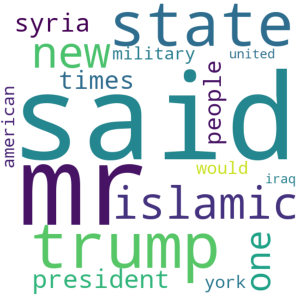 syria
state
new
military
united
times
people
american
said
mr
would
islamic
iraq
trump
one
president
york